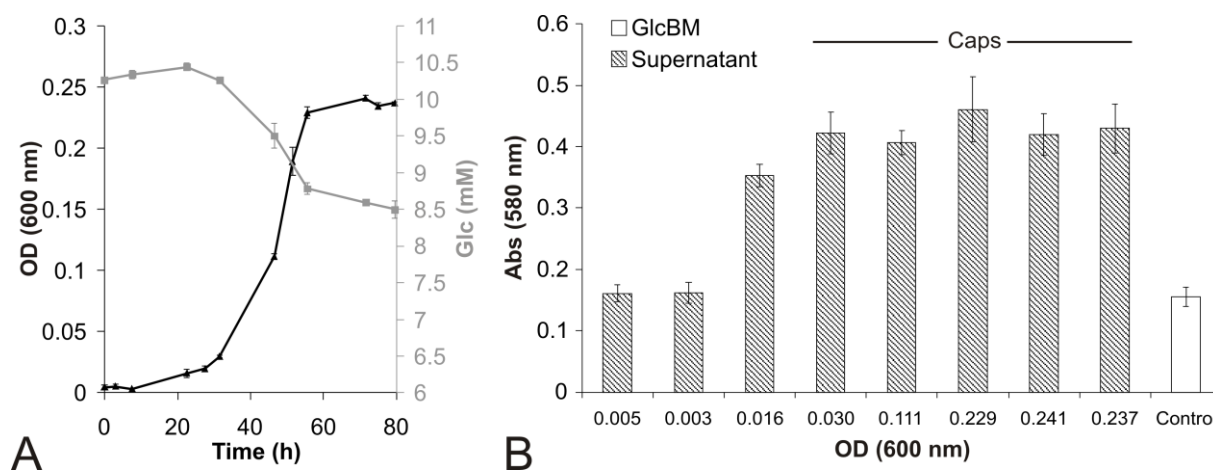 0.3
0.25
0.2
0.15
0.1
0.05
0
OD (600 nm)
11
10.5
10
9.5
9
8.5
8
7.5
7
6.5
6
Glc (mM)
0 20 40 60 80
Time (h)
A
0.6
0.5
0.4
0.3
0.2
0.1
0
Abs (580 nm)
GlcBM
Supernatant
Caps
0.005 0.003 0.016 0.030 0.111 0.229 0.241 0.237 Contro
OD (600 nm)
B